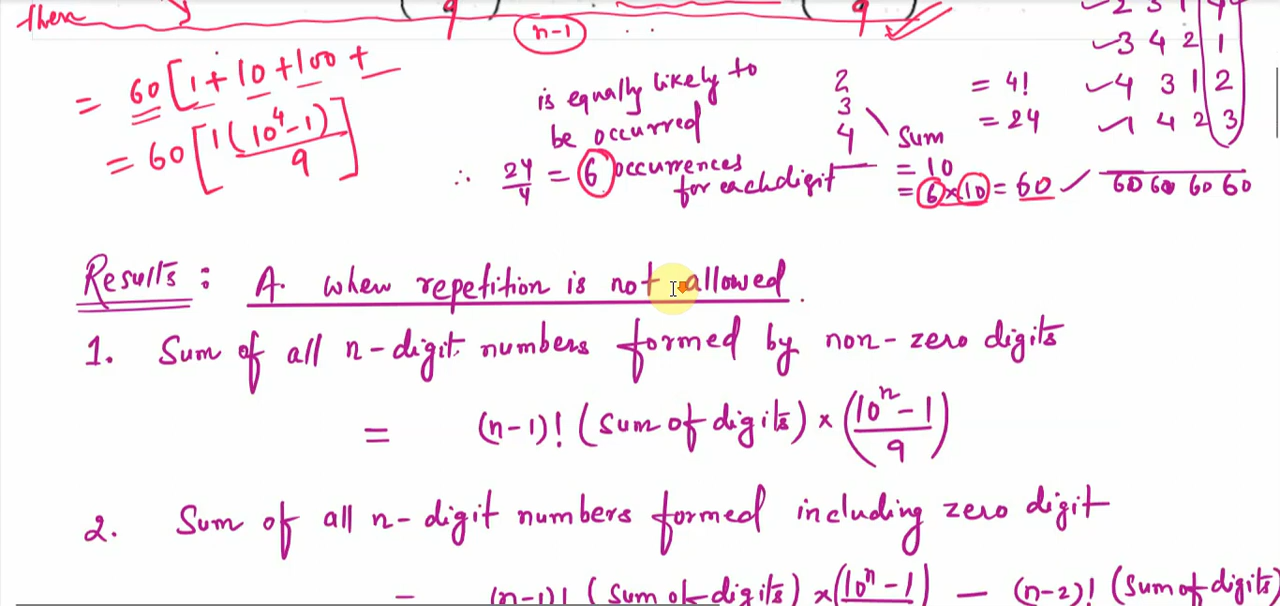 then
9
9
n-1
2 3 1 4
3 4 2 1
= 60 [1 + 10 + 100 +
is equally likely to
be occurred
2
3
4
= 4!
= 24
4 3 1 2
1 4 2 3
= 60 [1(10^4 - 1)/9]
∴ 24/4 = 6 occurrences
for each digit
Sum
= 10
= 6×10 = 60 ✓
60 60 60 60
Results : A. when repetition is not allowed.
1. Sum of all n-digit numbers formed by non-zero digits
= (n-1)! (Sum of digits) × (10^n - 1 / 9)
2. Sum of all n-digit numbers formed including zero digit
= (n-1)! (Sum of digits) × (10^n - 1) — (n-2)! (Sum of digits)